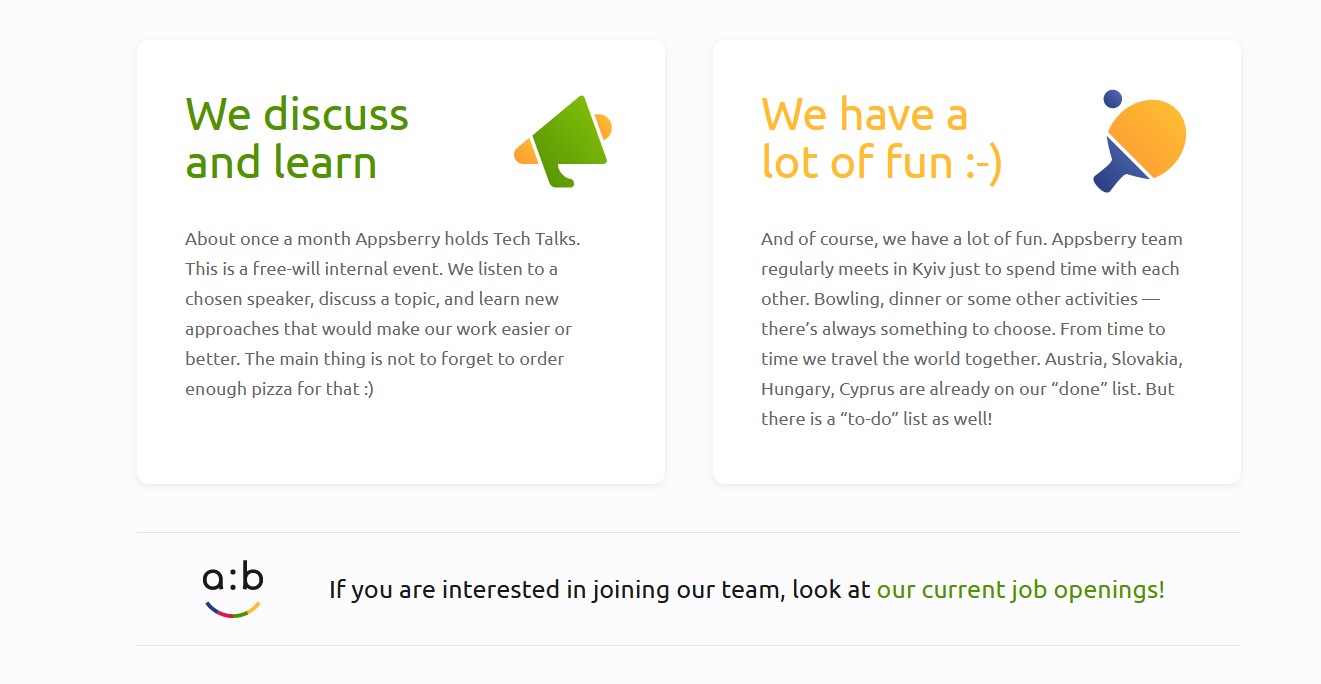 We discuss
and learn
About once a month Appsberry holds Tech Talks.
This is a free-will internal event. We listen to a
chosen speaker, discuss a topic, and learn new
approaches that would make our work easier or
better. The main thing is not to forget to order
enough pizza for that :)
We have a
lot of fun :-)
And of course, we have a lot of fun. Appsberry team
regularly meets in Kyiv just to spend time with each
other. Bowling, dinner or some other activities —
there’s always something to choose. From time to
time we travel the world together. Austria, Slovakia,
Hungary, Cyprus are already on our “done” list. But
there is a “to-do” list as well!
a:b
If you are interested in joining our team, look at our current job openings!